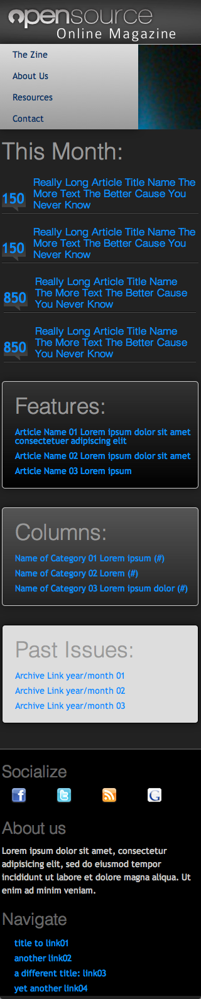 opensource
Online Magazine
The Zine
About Us
Resources
Contact
This Month:
150
Really Long Article Title Name The
More Text The Better Cause You
Never Know
150
Really Long Article Title Name The
More Text The Better Cause You
Never Know
850
Really Long Article Title Name
The More Text The Better Cause
You Never Know
850
Really Long Article Title Name
The More Text The Better Cause
You Never Know
Features:
Article Name 01 Lorem ipsum dolor sit amet
consectetuer adipiscing elit
Article Name 02 Lorem ipsum dolor sit amet
Article Name 03 Lorem ipsum
Columns:
Name of Category 01 Lorem ipsum (#)
Name of Category 02 Lorem (#)
Name of Category 03 Lorem ipsum dolor (#)
Past Issues:
Archive Link year/month 01
Archive Link year/month 02
Archive Link year/month 03
Socialize
f t G
About us
Lorem ipsum dolor sit amet, consectetur
adipisicing elit, sed do eiusmod tempor
incididunt ut labore et dolore magna aliqua. Ut
enim ad minim veniam.
Navigate
title to link01
another link02
a different title: link03
yet another link04